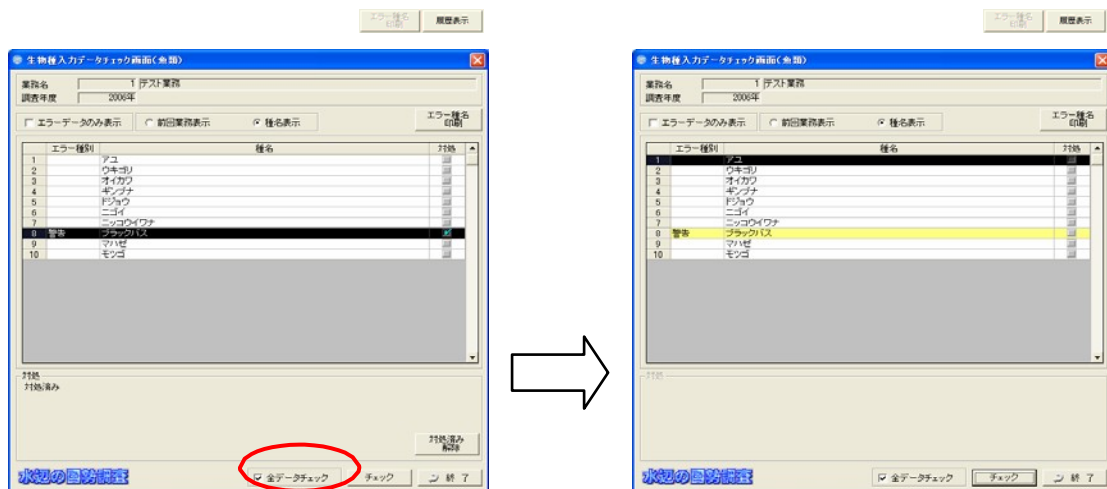 エラー種名
印刷
履歴表示
生物種入力データチェック画面(魚類)
業務名 1 テスト業務
調査年度 2006年
エラーデータのみ表示 前回業務表示 種名表示
エラー種名
印刷
エラー種別 種名 対処
1 アユ
2 ウキゴリ
3 オイカワ
4 ギンブナ
5 ドジョウ
6 ニゴイ
7 ニッコウイワナ
8 警告 ブラックバス
9 マハゼ
10 モツゴ
対処
対処済み
対処済み
解除
水辺の国勢調査
全データチェック チェック 終了
エラー種名
印刷
履歴表示
生物種入力データチェック画面(魚類)
業務名 1 テスト業務
調査年度 2006年
エラーデータのみ表示 前回業務表示 種名表示
エラー種名
印刷
エラー種別 種名 対処
1 アユ
2 ウキゴリ
3 オイカワ
4 ギンブナ
5 ドジョウ
6 ニゴイ
7 ニッコウイワナ
8 警告 ブラックバス
9 マハゼ
10 モツゴ
対処
水辺の国勢調査
全データチェック チェック 終了